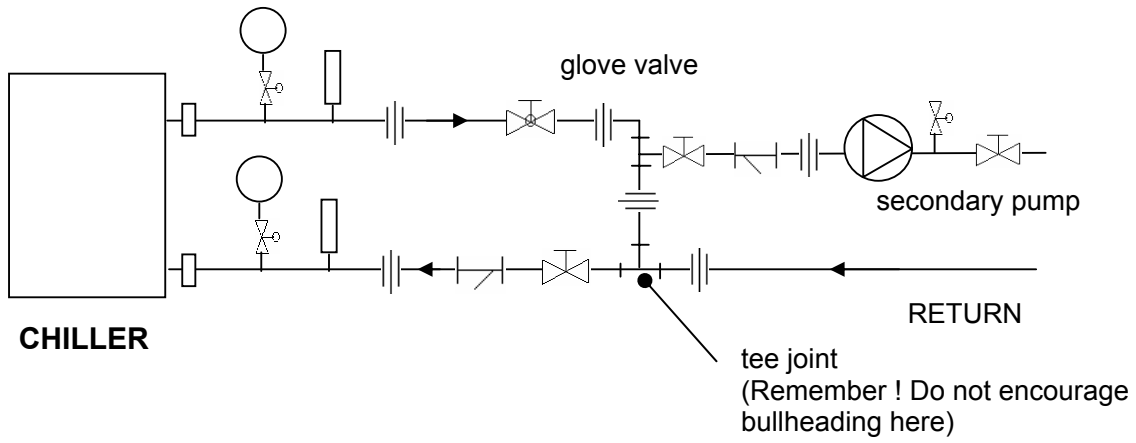 glove valve
secondary pump
RETURN
CHILLER
tee joint
(Remember ! Do not encourage
bullheading here)